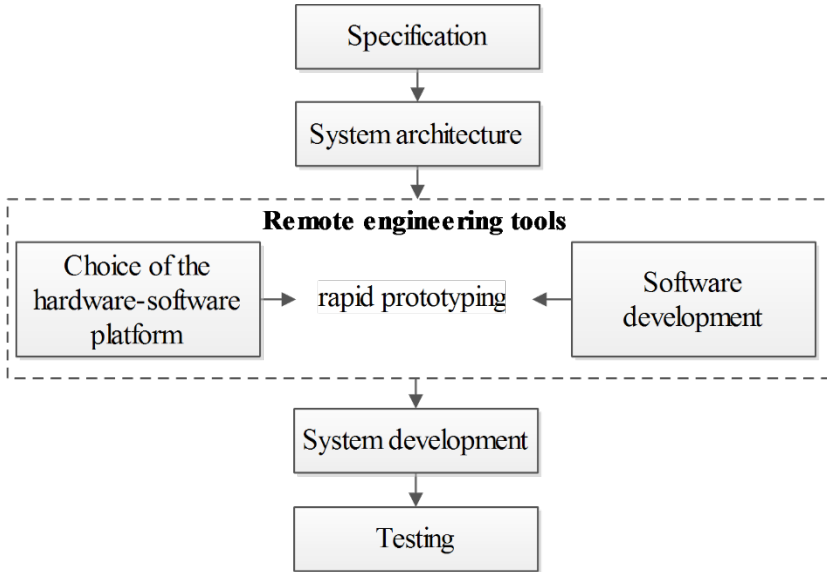 Specification
System architecture
Remote engineering tools
Choice of the
hardware-software
platform
rapid prototyping
Software
development
System development
Testing